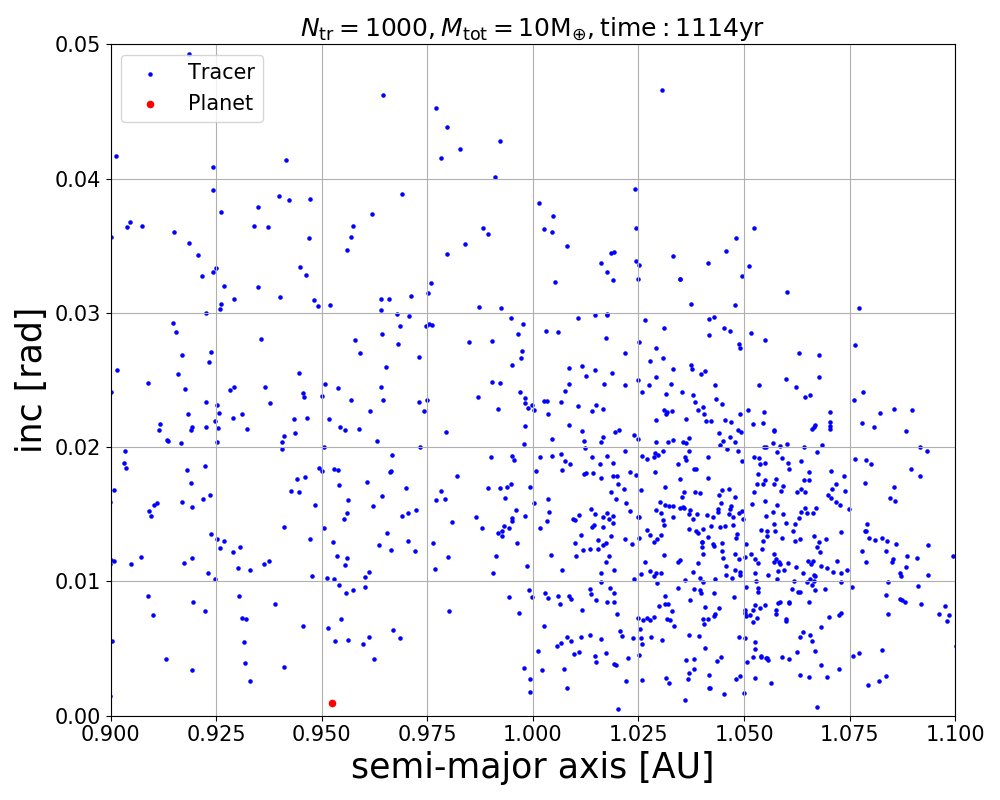 N_tr = 1000, M_tot = 10M_⊕, time : 1114yr
0.05
Tracer
Planet
0.04
0.03
0.02
0.01
0.00
inc [rad]
0.900 0.925 0.950 0.975 1.000 1.025 1.050 1.075 1.100
semi-major axis [AU]